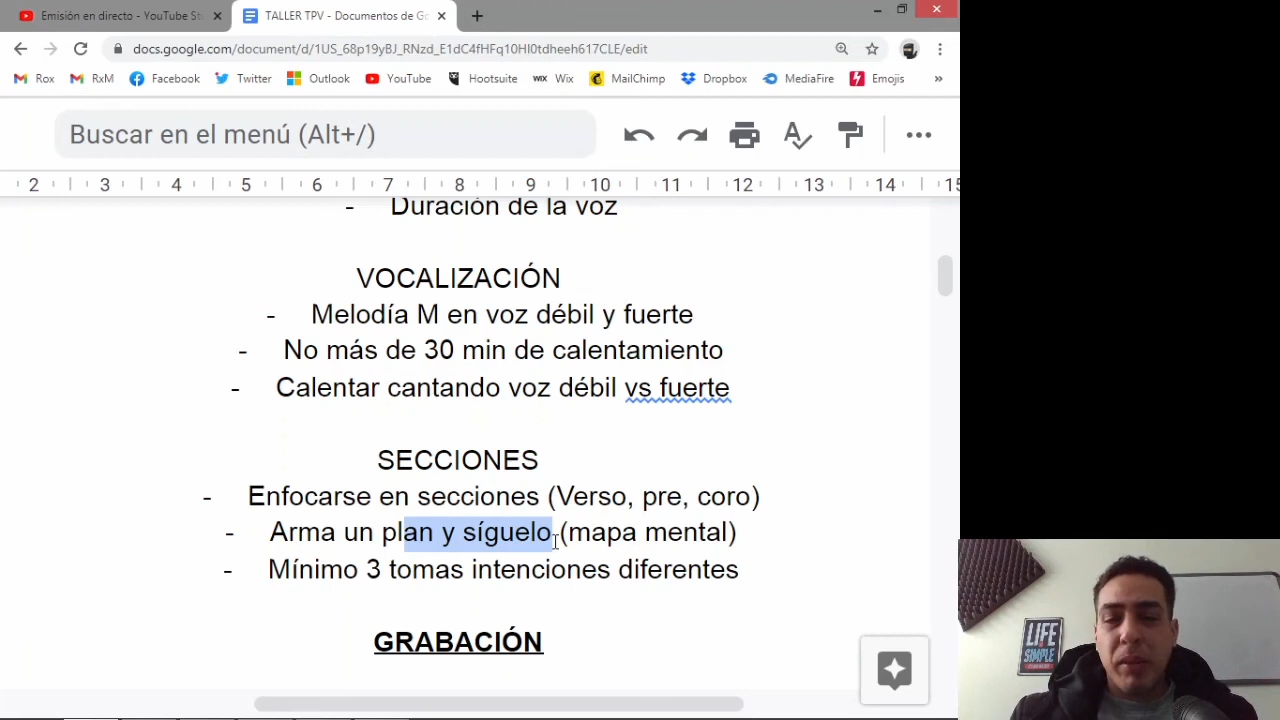 Emisión en directo - YouTube St
TALLER TPV - Documentos de Go
docs.google.com/document/d/1US_68p19yBJ_RNzd_E1dC4fHFq10HI0tdheeh617CLE/edit
Rox
RxM
Facebook
Twitter
Outlook
YouTube
Hootsuite
WIX Wix
MailChimp
Dropbox
MediaFire
Emojis
»
Buscar en el menú (Alt+/)
2 3 4 5 6 7 8 9 10 11 12 13 14 15
- Duración de la voz
VOCALIZACIÓN
- Melodía M en voz débil y fuerte
- No más de 30 min de calentamiento
- Calentar cantando voz débil vs fuerte
SECCIONES
- Enfocarse en secciones (Verso, pre, coro)
- Arma un plan y síguelo (mapa mental)
- Mínimo 3 tomas intenciones diferentes
GRABACIÓN
LIFE
SIMPLE